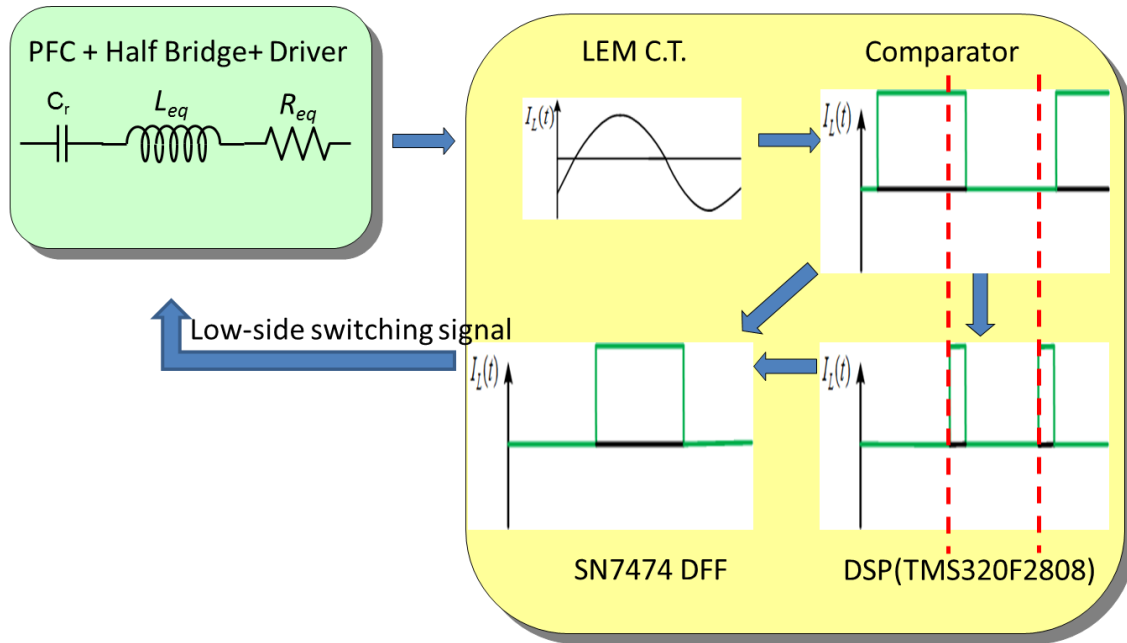 PFC + Half Bridge+ Driver
Cr
Leq
Req
LEM C.T.
Comparator
IL(t)
IL(t)
Low-side switching signal
IL(t)
IL(t)
SN7474 DFF
DSP(TMS320F2808)